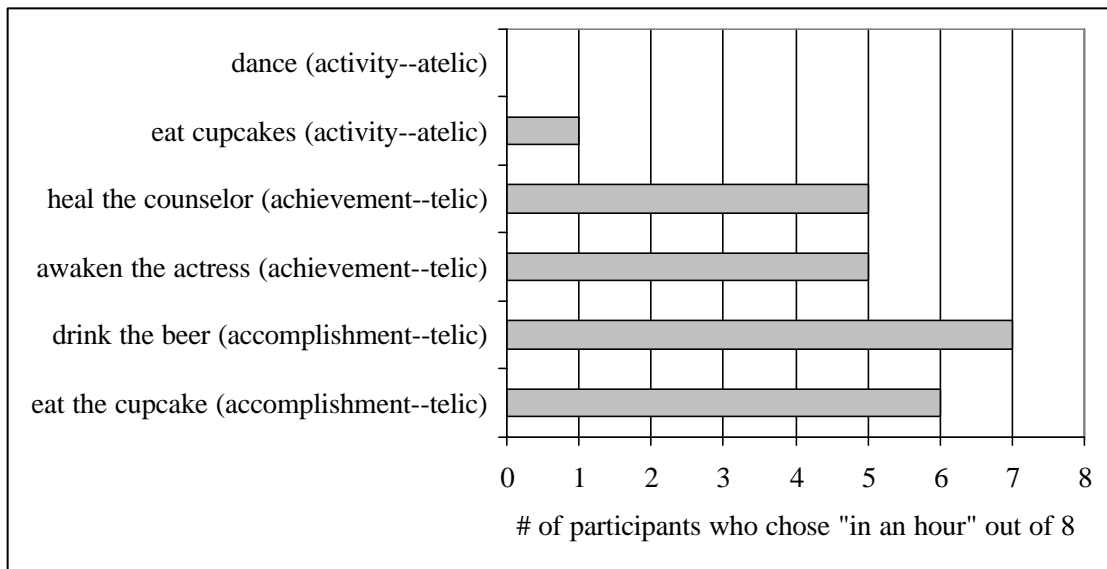 dance (activity--atelic)
eat cupcakes (activity--atelic)
heal the counselor (achievement--telic)
awaken the actress (achievement--telic)
drink the beer (accomplishment--telic)
eat the cupcake (accomplishment--telic)
0 1 2 3 4 5 6 7 8
# of participants who chose "in an hour" out of 8